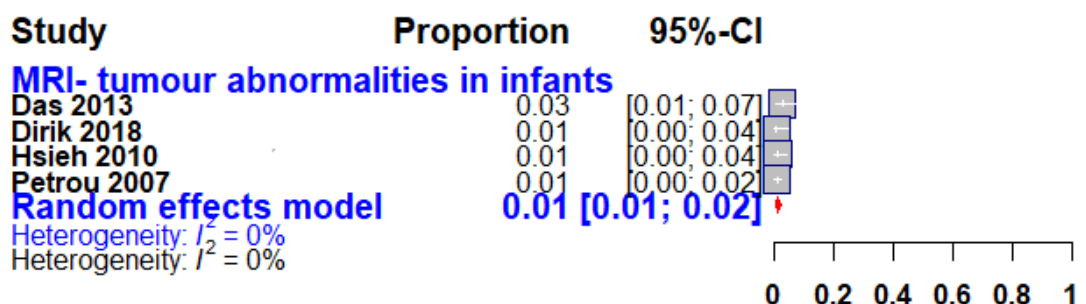 Study Proportion 95%-CI
MRI- tumour abnormalities in infants
Das 2013 0.03 [0.01; 0.07]
Dirik 2018 0.01 [0.00; 0.04]
Hsieh 2010 0.01 [0.00; 0.04]
Petrou 2007 0.01 [0.00; 0.02]
Random effects model 0.01 [0.01; 0.02]
Heterogeneity: I² = 0%
Heterogeneity: I² = 0%
0 0.2 0.4 0.6 0.8 1